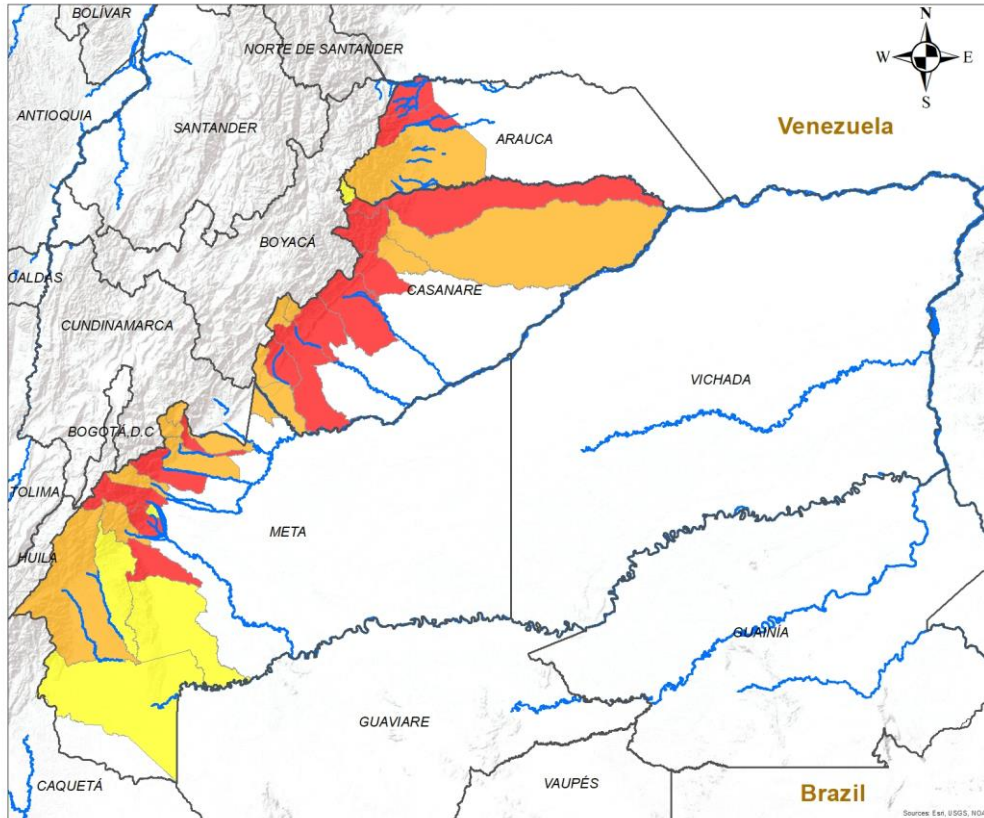 BOLÍVAR
NORTE DE SANTANDER
N
W
E
S
ANTIOQUIA
SANTANDER
ARAUCA
Venezuela
BOYACÁ
CALDAS
CASANARE
CUNDINAMARCA
VICHADA
BOGOTÁ D.C
TOLIMA
META
HUILA
GUAINÍA
GUAVIARE
CAQUETÁ
VAUPÉS
Brazil
Sources: Esri, USGS, NOA